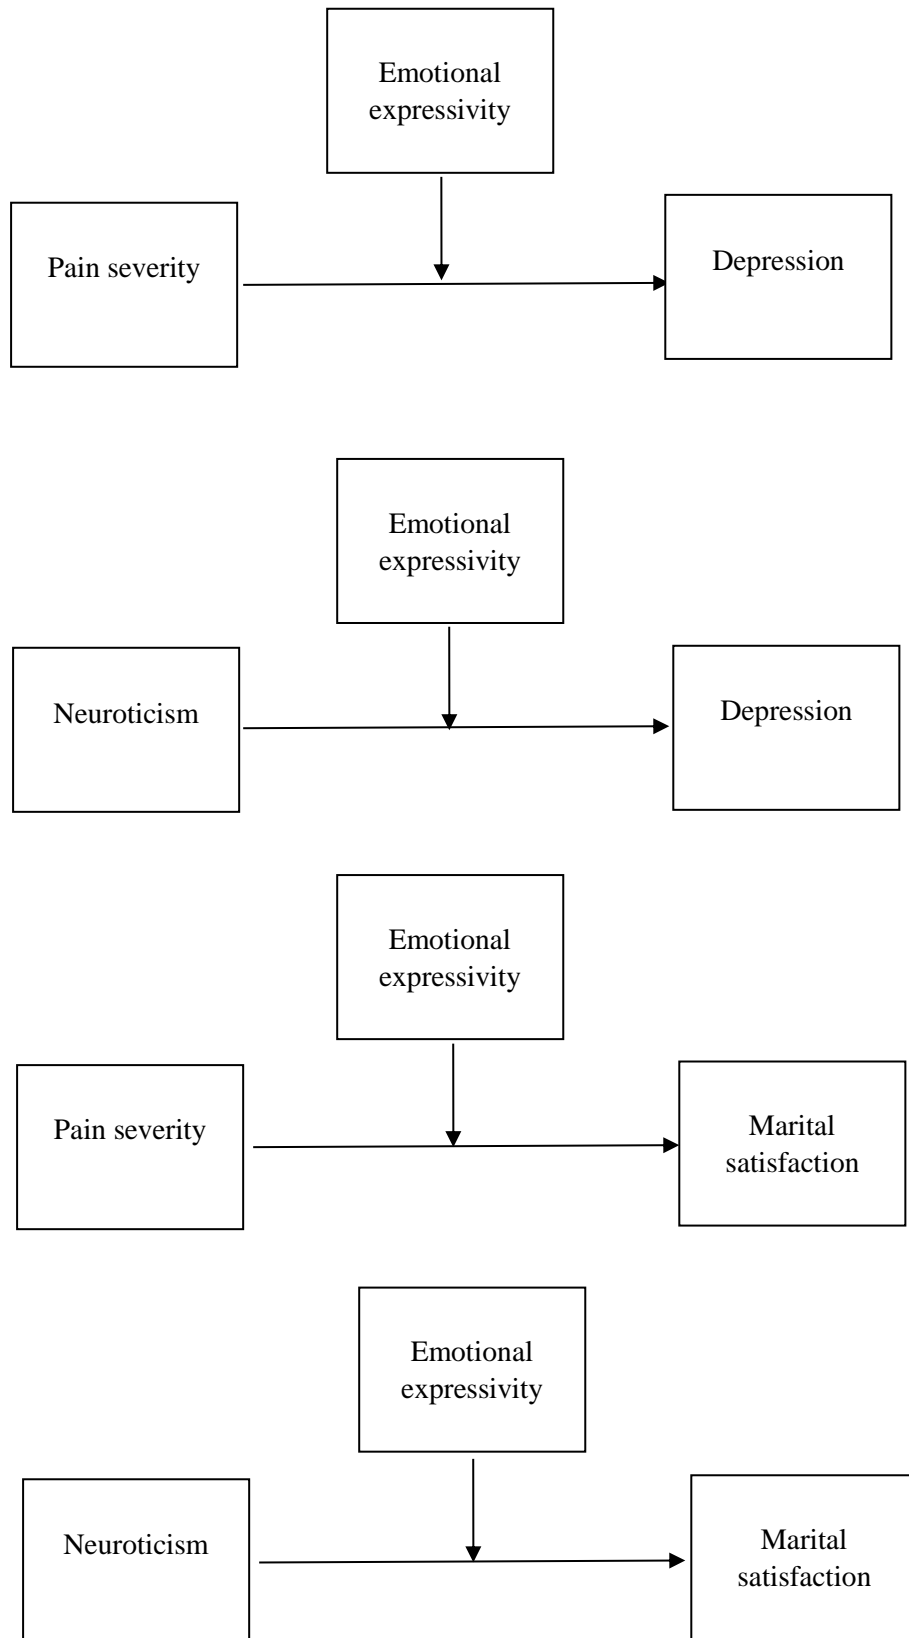 Emotional
expressivity
Pain severity
Depression
Emotional
expressivity
Neuroticism
Depression
Emotional
expressivity
Pain severity
Marital
satisfaction
Emotional
expressivity
Neuroticism
Marital
satisfaction